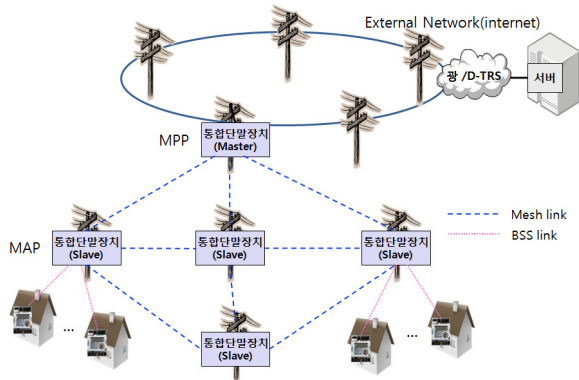 External Network(internet)
광 /D-TRS
서버
MPP
통합단말장치
(Master)
MAP
통합단말장치
(Slave)
통합단말장치
(Slave)
통합단말장치
(Slave)
Mesh link
BSS link
...
...
통합단말장치
(Slave)